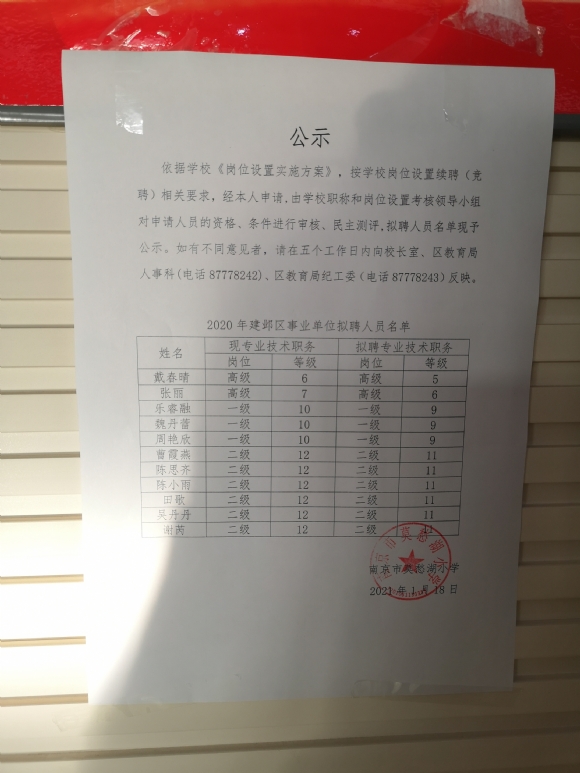 公示
依据学校《岗位设置实施方案》，按学校岗位设置续聘（竞
聘）相关要求，经本人申请，由学校职称和岗位设置考核领导小组
对申请人员的资格、条件进行审核、民主测评，拟聘人员名单现予
公示。如有不同意见者，请在五个工作日内向校长室、区教育局
人事科(电话 87778242)、区教育局纪工委（电话 87778243）反映。
2020 年建邺区事业单位拟聘人员名单
姓名 现专业技术职务 拟聘专业技术职务
岗位 等级 岗位 等级
戴春晴 高级 6 高级 5
张丽 高级 7 高级 6
乐睿融 一级 10 一级 9
魏丹蕾 一级 10 一级 9
周艳欣 一级 10 一级 9
曹霞燕 二级 12 二级 11
陈思齐 二级 12 二级 11
陈小雨 二级 12 二级 11
田歌 二级 12 二级 11
吴丹丹 二级 12 二级 11
谢芮 二级 12 二级 11
南京市莫愁湖小学
2021 年 1 月 18 日